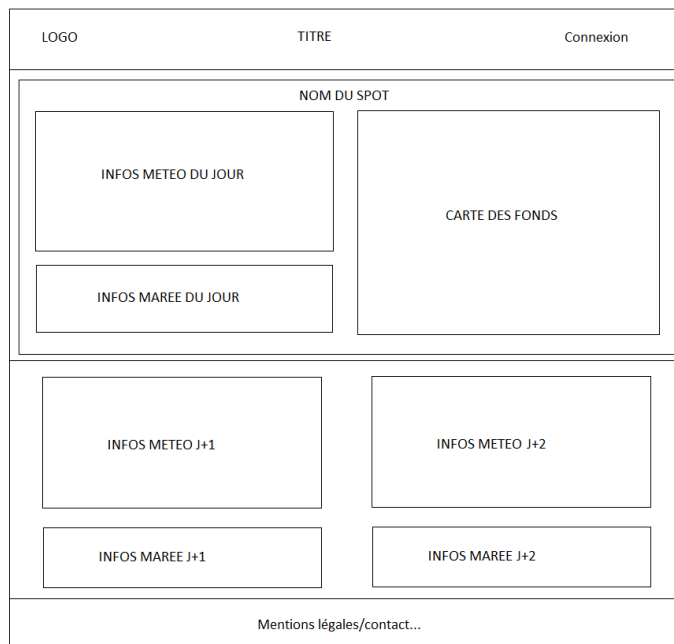 LOGO
TITRE
Connexion
NOM DU SPOT
INFOS METEO DU JOUR
CARTE DES FONDS
INFOS MAREE DU JOUR
INFOS METEO J+1
INFOS METEO J+2
INFOS MAREE J+1
INFOS MAREE J+2
Mentions légales/contact...